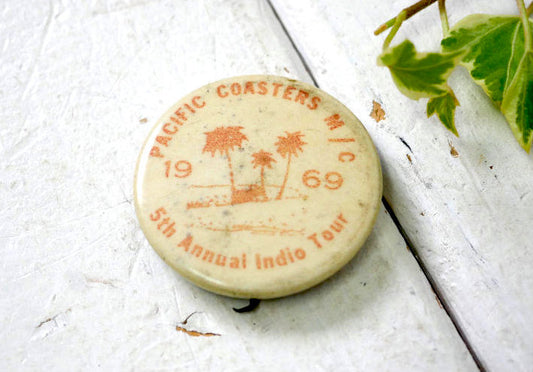 PACIFIC COASTERS M/C
19 69
5th Annual Indio Tour